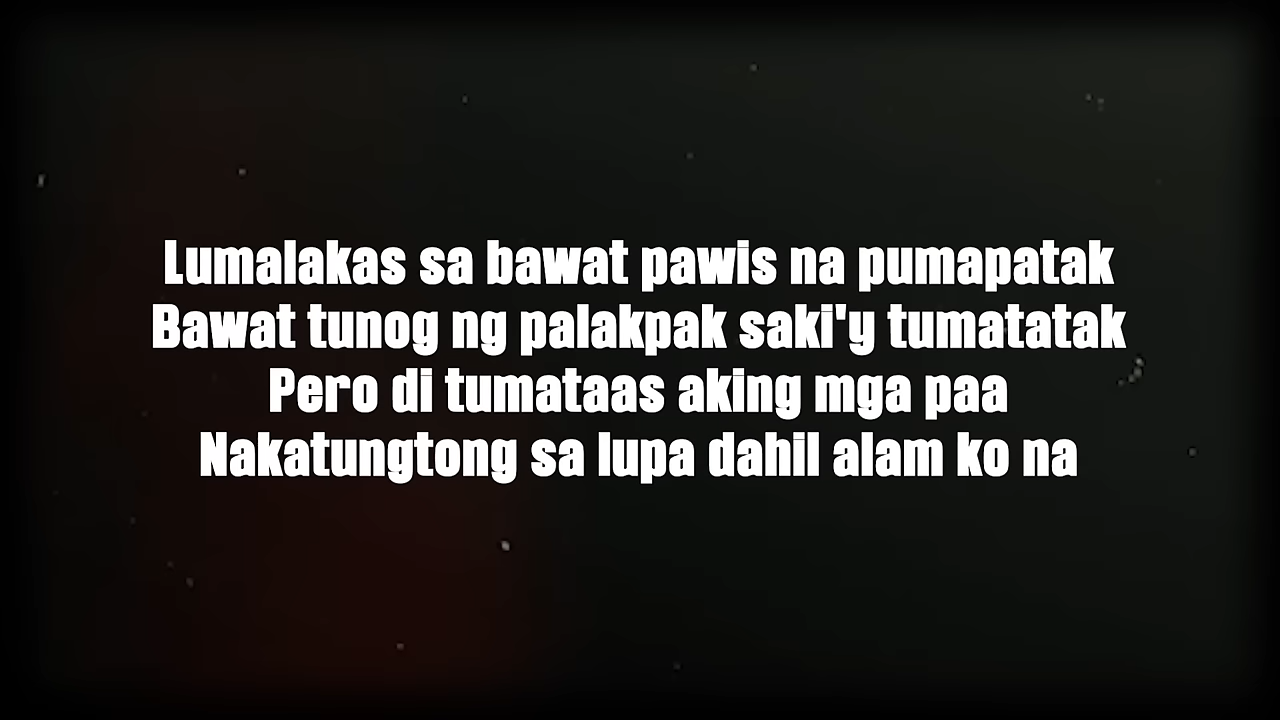 Lumalakas sa bawat pawis na pumapatak
Bawat tunog ng palakpak saki'y tumatatak
Pero di tumataas aking mga paa
Nakatungtong sa lupa dahil alam ko na